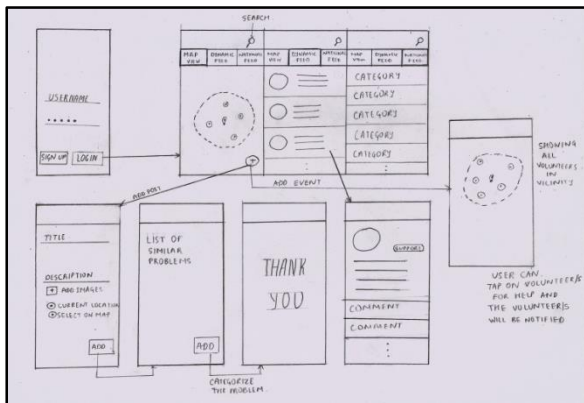 SEARCH
MAP VIEW
DYNAMIC FEED
NATIONAL FEED
MAP VIEW
DYNAMIC FEED
NATIONAL FEED
MAP VIEW
DYNAMIC FEED
NATIONAL FEED
USERNAME
SIGN UP
LOGIN
CATEGORY
CATEGORY
CATEGORY
CATEGORY
CATEGORY
ADD POST
ADD EVENT
SHOWING
ALL
VOLUNTEERS
IN
VICINITY
TITLE
DESCRIPTION
+ ADD IMAGES
CURRENT LOCATION
SELECT ON MAP
ADD
LIST OF
SIMILAR
PROBLEMS
ADD
THANK
YOU
SUPPORT
COMMENT
COMMENT
USER CAN
TAP ON VOLUNTEER/S
FOR HELP AND
THE VOLUNTEER/S
WILL BE NOTIFIED
CATEGORIZE
THE PROBLEM